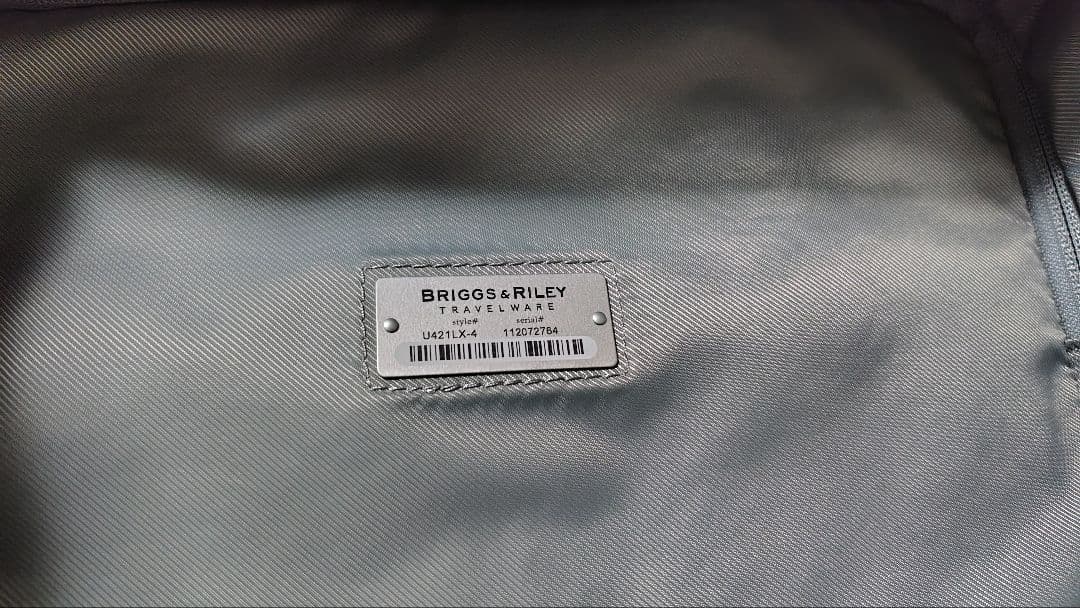 BRIGGS & RILEY
TRAVELWARE
style# serial#
U421LX-4 112072784